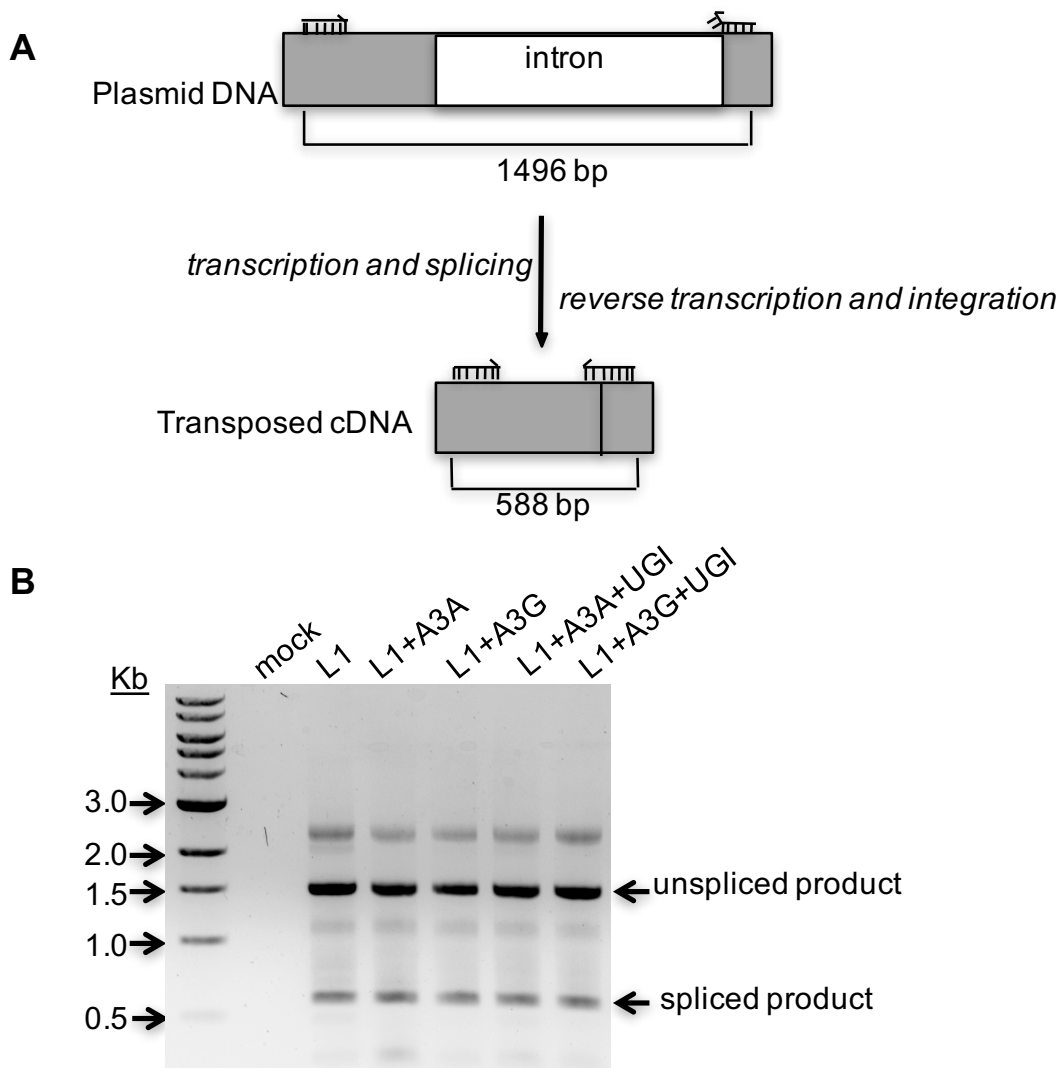 A
intron
Plasmid DNA
1496 bp
transcription and splicing
reverse transcription and integration
Transposed cDNA
588 bp
B
mock
L1
L1+A3A
L1+A3G
L1+A3A+UGI
L1+A3G+UGI
Kb
3.0
2.0
1.5
unspliced product
1.0
spliced product
0.5